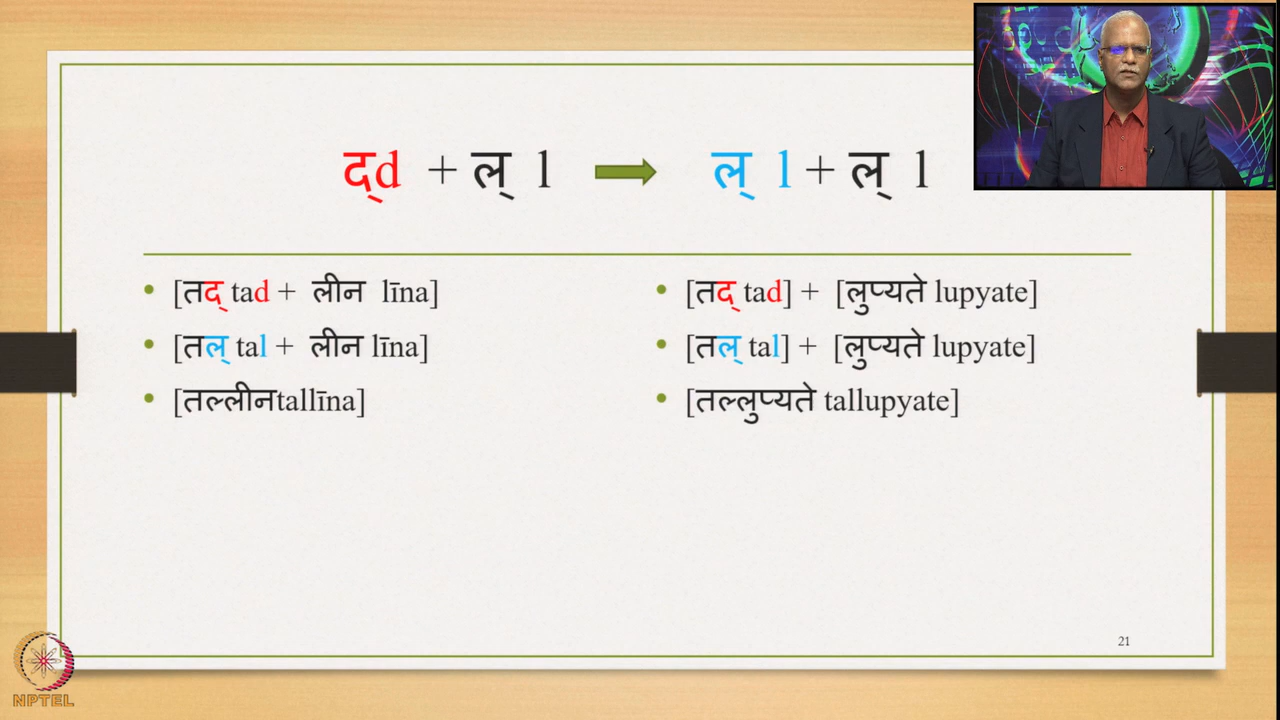 द्d + ल् l ➡ ल् l + ल् l
• [तद् tad + लीन līna]
• [तल् tal + लीन līna]
• [तल्लीनtallīna]
• [तद् tad] + [लुप्यते lupyate]
• [तल् tal] + [लुप्यते lupyate]
• [तल्लुप्यते tallupyate]
21
NPTEL